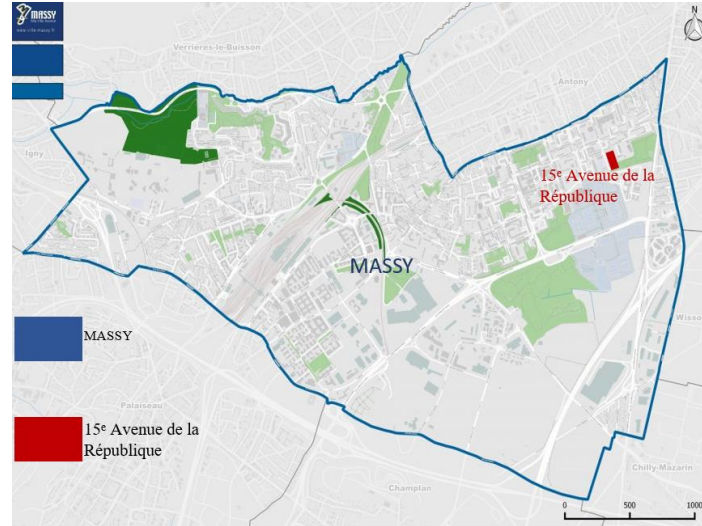 MASSY
www.ville-massy.fr
N
Verrières-le-Buisson
Antony
Igny
15e Avenue de la
République
MASSY
Wissous
MASSY
Palaiseau
15e Avenue de la
République
Chilly-Mazarin
Champlan
0 500 1000